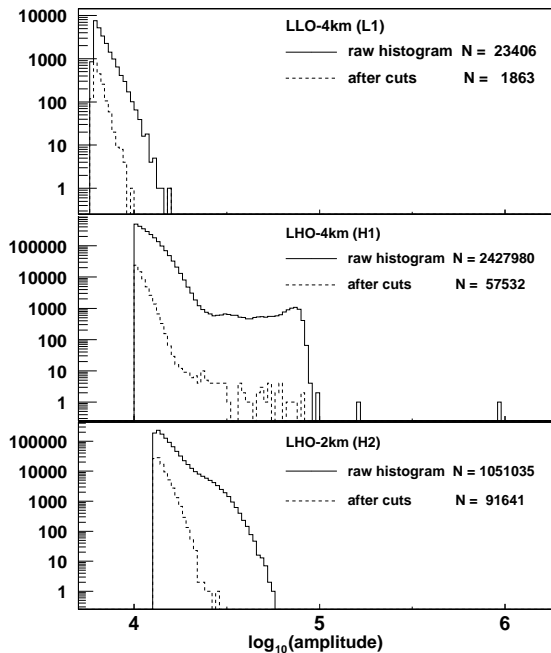 LLO-4km (L1)
raw histogram N = 23406
after cuts N = 1863
10000
1000
100
10
1
LHO-4km (H1)
raw histogram N = 2427980
after cuts N = 57532
100000
10000
1000
100
10
1
LHO-2km (H2)
raw histogram N = 1051035
after cuts N = 91641
100000
10000
1000
100
10
1
4 5 6
log10(amplitude)